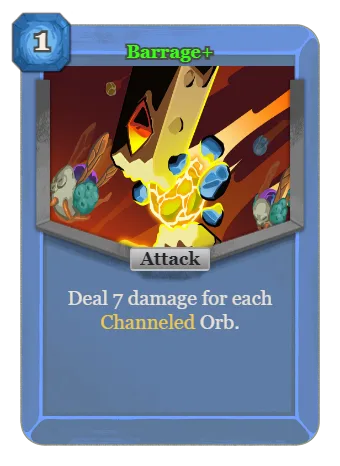 1
Barrage+
Attack
Deal 7 damage for each
Channeled Orb.